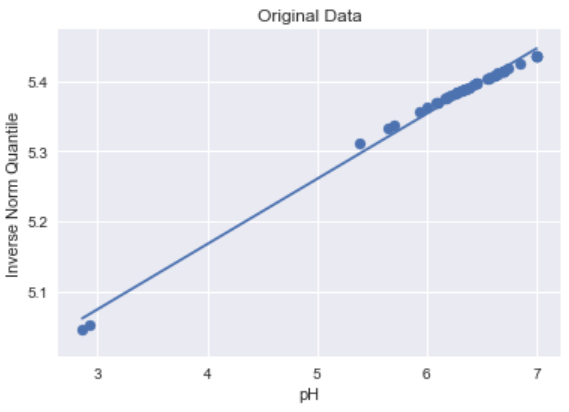 Original Data
Inverse Norm Quantile
5.4
5.3
5.2
5.1
3 4 5 6 7
pH